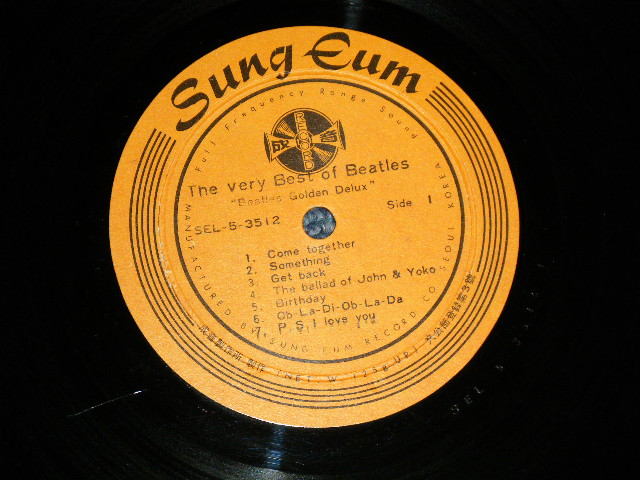 Sung Eum
Full Frequency Range Sound
RECORD
The very Best of Beatles
"Beatles Golden Delux"
SEL-5-3512
Side 1
1. Come together
2. Something
3. Get back
4. The ballad of John & Yoko
5. Birthday
6. Ob-La-Di-Ob-La-Da
7. P.S. I love you
MANUFACTURED BY SUNG EUM RECORD CO. SEOUL KOREA